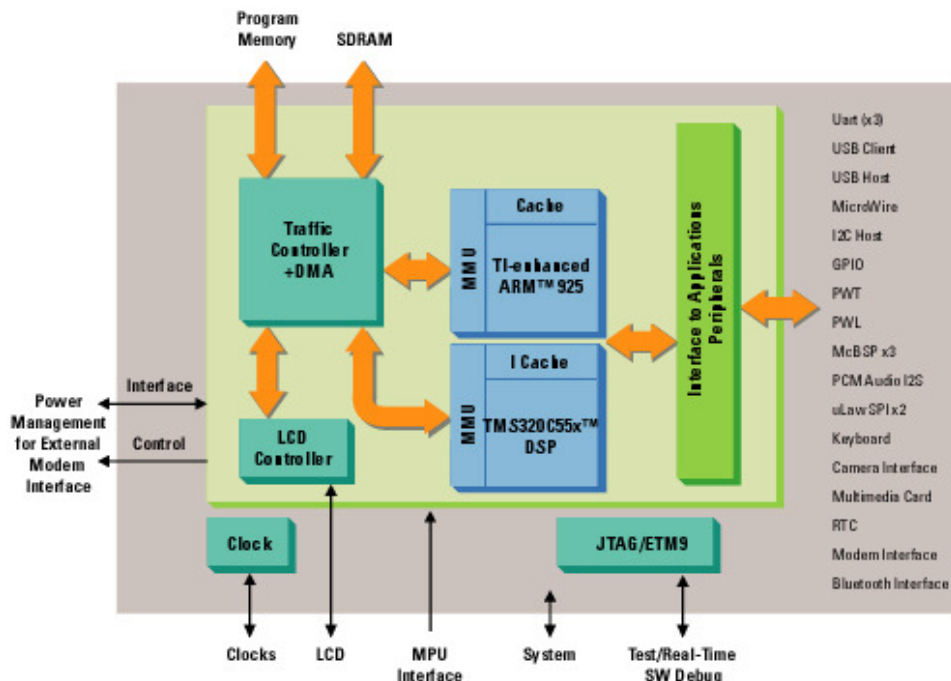 Program
Memory
SDRAM
Traffic
Controller
+DMA
MMU
Cache
TI-enhanced
ARM™ 925
MMU
I Cache
TMS320C55x™
DSP
Interface to Applications
Peripherals
LCD
Controller
Interface
Control
Power
Management
for External
Modem
Interface
Clock
JTAG/ETM9
Clocks
LCD
MPU
Interface
System
Test/Real-Time
SW Debug
Uart (x3)
USB Client
USB Host
MicroWire
I2C Host
GPIO
PWT
PWL
McBSP x3
PCM Audio I2S
uLaw SPI x2
Keyboard
Camera Interface
Multimedia Card
RTC
Modem Interface
Bluetooth Interface